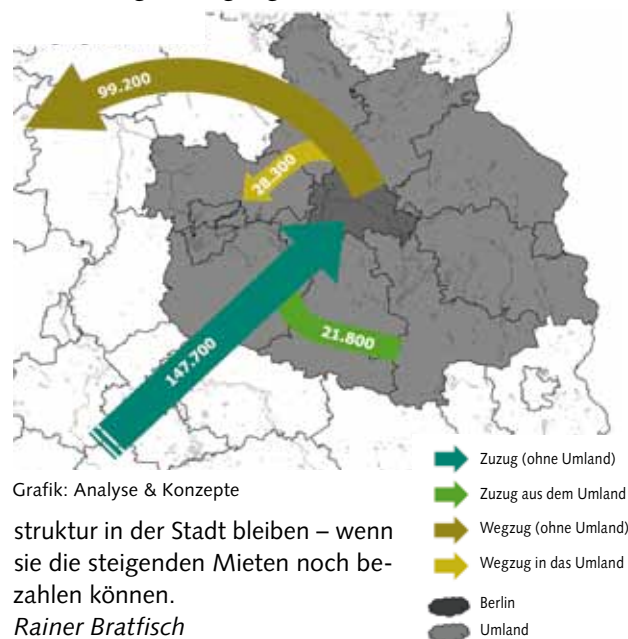 99.200
28.300
147.700
21.800
Grafik: Analyse & Konzepte
Zuzug (ohne Umland)
Zuzug aus dem Umland
Wegzug (ohne Umland)
Wegzug in das Umland
Berlin
Umland
struktur in der Stadt bleiben – wenn
sie die steigenden Mieten noch be-
zahlen können.
Rainer Bratfisch